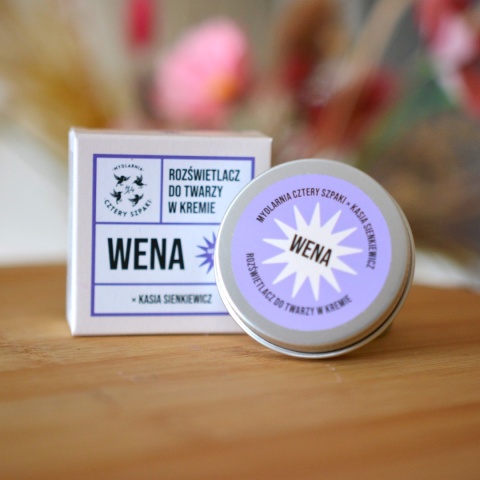 MYDLARNIA
CZTERY SZPAKI
ROZŚWIETLACZ
DO TWARZY
W KREMIE
WENA
× KASIA SIENKIEWICZ
MYDLARNIA CZTERY SZPAKI × KASIA SIENKIEWICZ
WENA
ROZŚWIETLACZ DO TWARZY W KREMIE